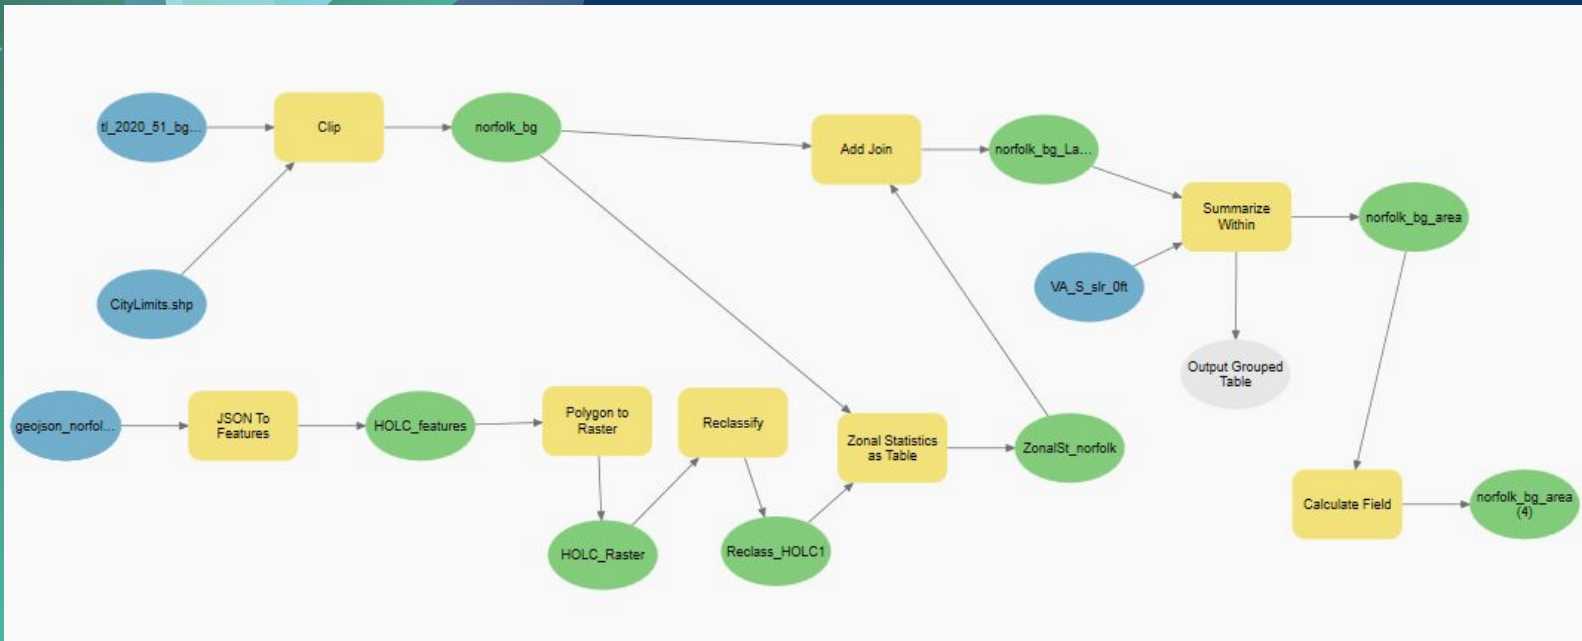 tl_2020_51_bg...
Clip
norfolk_bg
Add Join
norfolk_bg_La...
Summarize
Within
norfolk_bg_area
CityLimits.shp
VA_S_slr_0ft
Output Grouped
Table
geojson_norfol...
JSON To
Features
HOLC_features
Polygon to
Raster
Reclassify
Zonal Statistics
as Table
ZonalSt_norfolk
HOLC_Raster
Reclass_HOLC1
Calculate Field
norfolk_bg_area
(4)